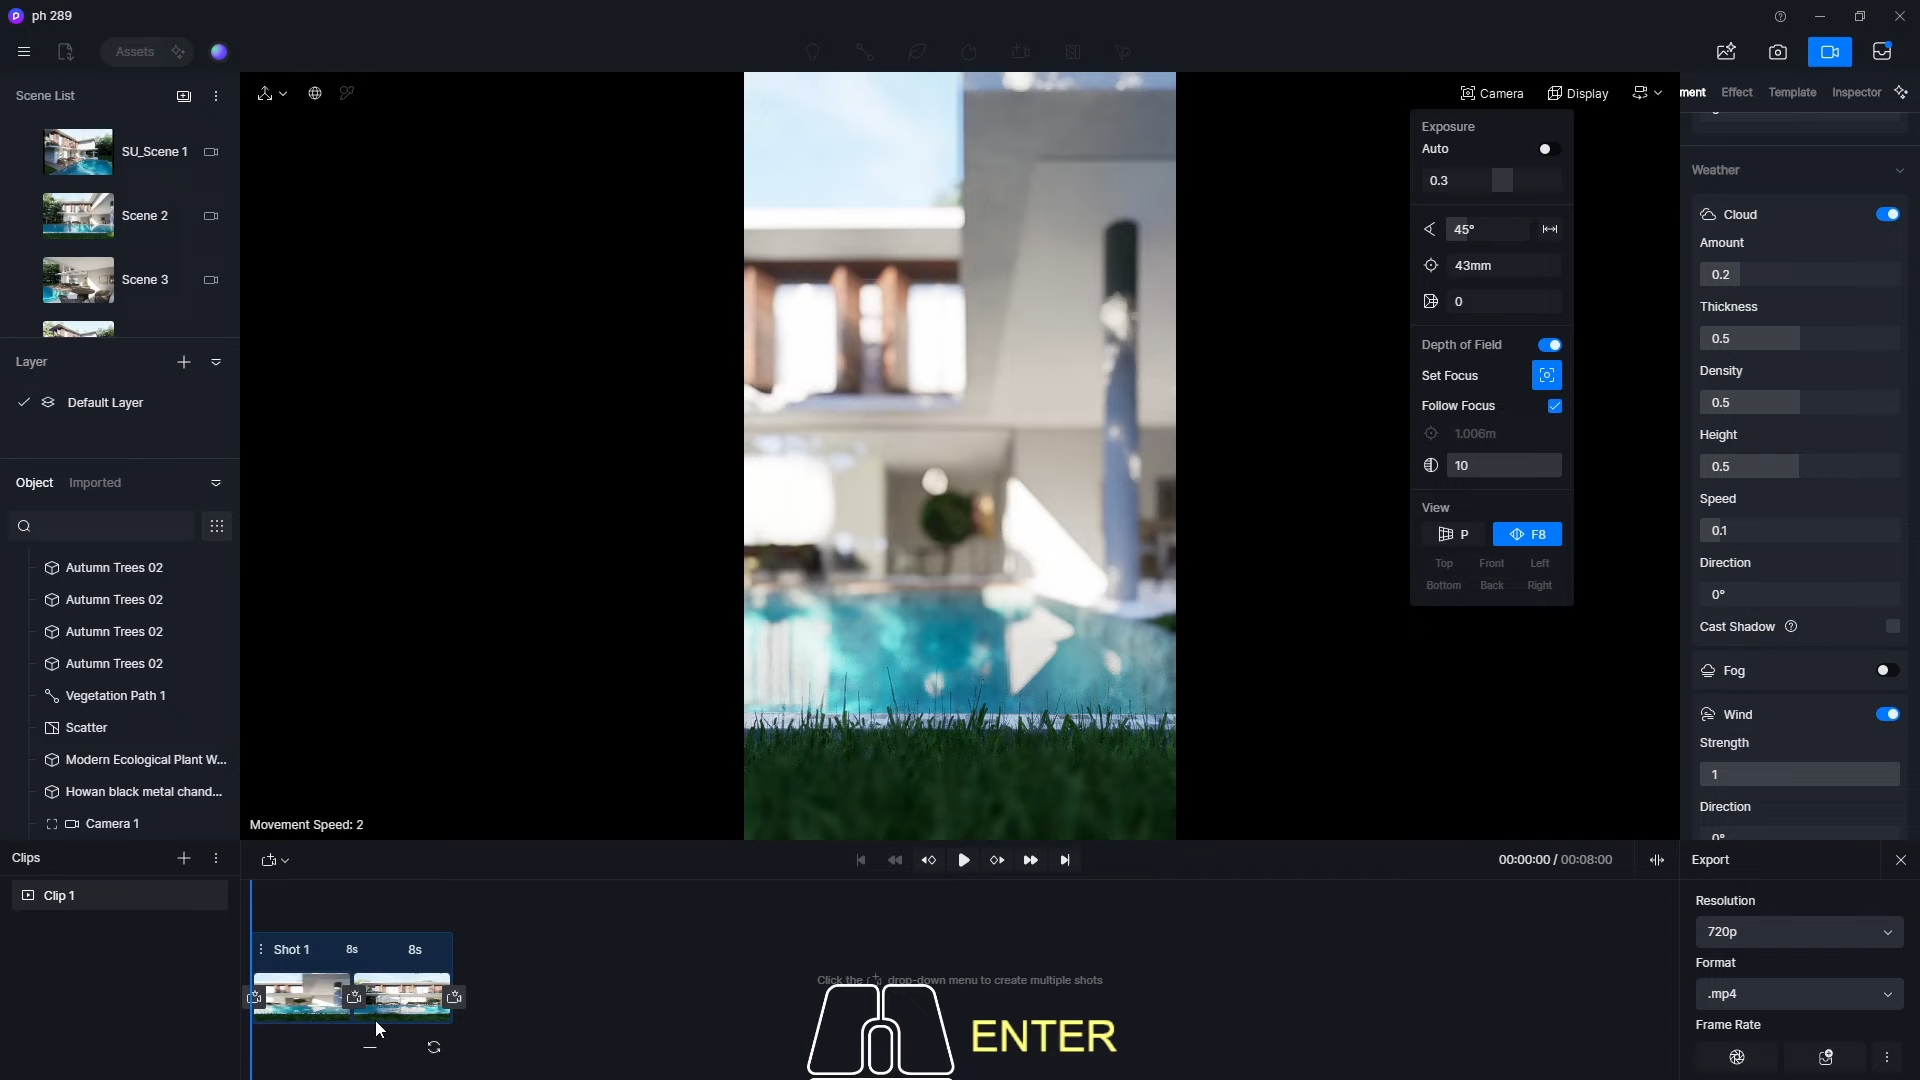 ph 289
Assets
Scene List
SU_Scene 1
Scene 2
Scene 3
Layer
Default Layer
Object Imported
Autumn Trees 02
Autumn Trees 02
Autumn Trees 02
Autumn Trees 02
Vegetation Path 1
Scatter
Modern Ecological Plant W...
Howan black metal chand...
Camera 1
Movement Speed: 2
Camera Display
Exposure
Auto
0.3
45°
43mm
0
Depth of Field
Set Focus
Follow Focus
1.006m
10
View
P F8
Top Front Left
Bottom Back Right
ment Effect Template Inspector
Weather
Cloud
Amount
0.2
Thickness
0.5
Density
0.5
Height
0.5
Speed
0.1
Direction
0°
Cast Shadow
Fog
Wind
Strength
1
Direction
0°
Clips
Clip 1
00:00:00 / 00:08:00
Shot 1 8s 8s
Click the drop-down menu to create multiple shots
ENTER
Export
Resolution
720p
Format
.mp4
Frame Rate